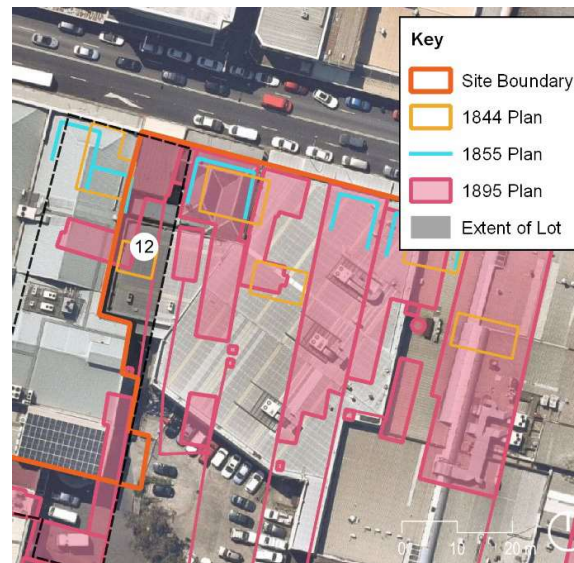 Key
Site Boundary
1844 Plan
1855 Plan
1895 Plan
Extent of Lot
12
0 10 20 m